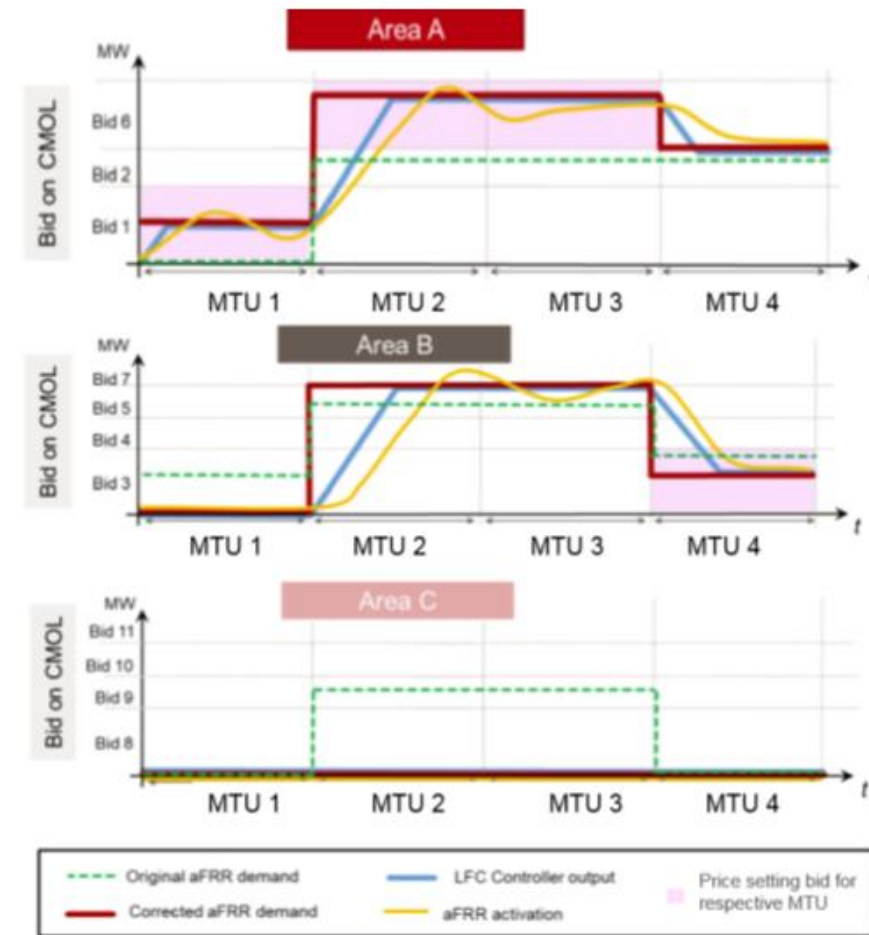 Area A
MW
Bid on CMOL
Bid 6
Bid 2
Bid 1
MTU 1
MTU 2
MTU 3
MTU 4
Area B
MW
Bid on CMOL
Bid 7
Bid 5
Bid 4
Bid 3
t
MTU 1
MTU 2
MTU 3
MTU 4
Area C
MW
Bid on CMOL
Bid 11
Bid 10
Bid 9
Bid 8
t
MTU 1
MTU 2
MTU 3
MTU 4
Original aFRR demand
LFC Controller output
Price setting bid for
respective MTU
Corrected aFRR demand
aFRR activation